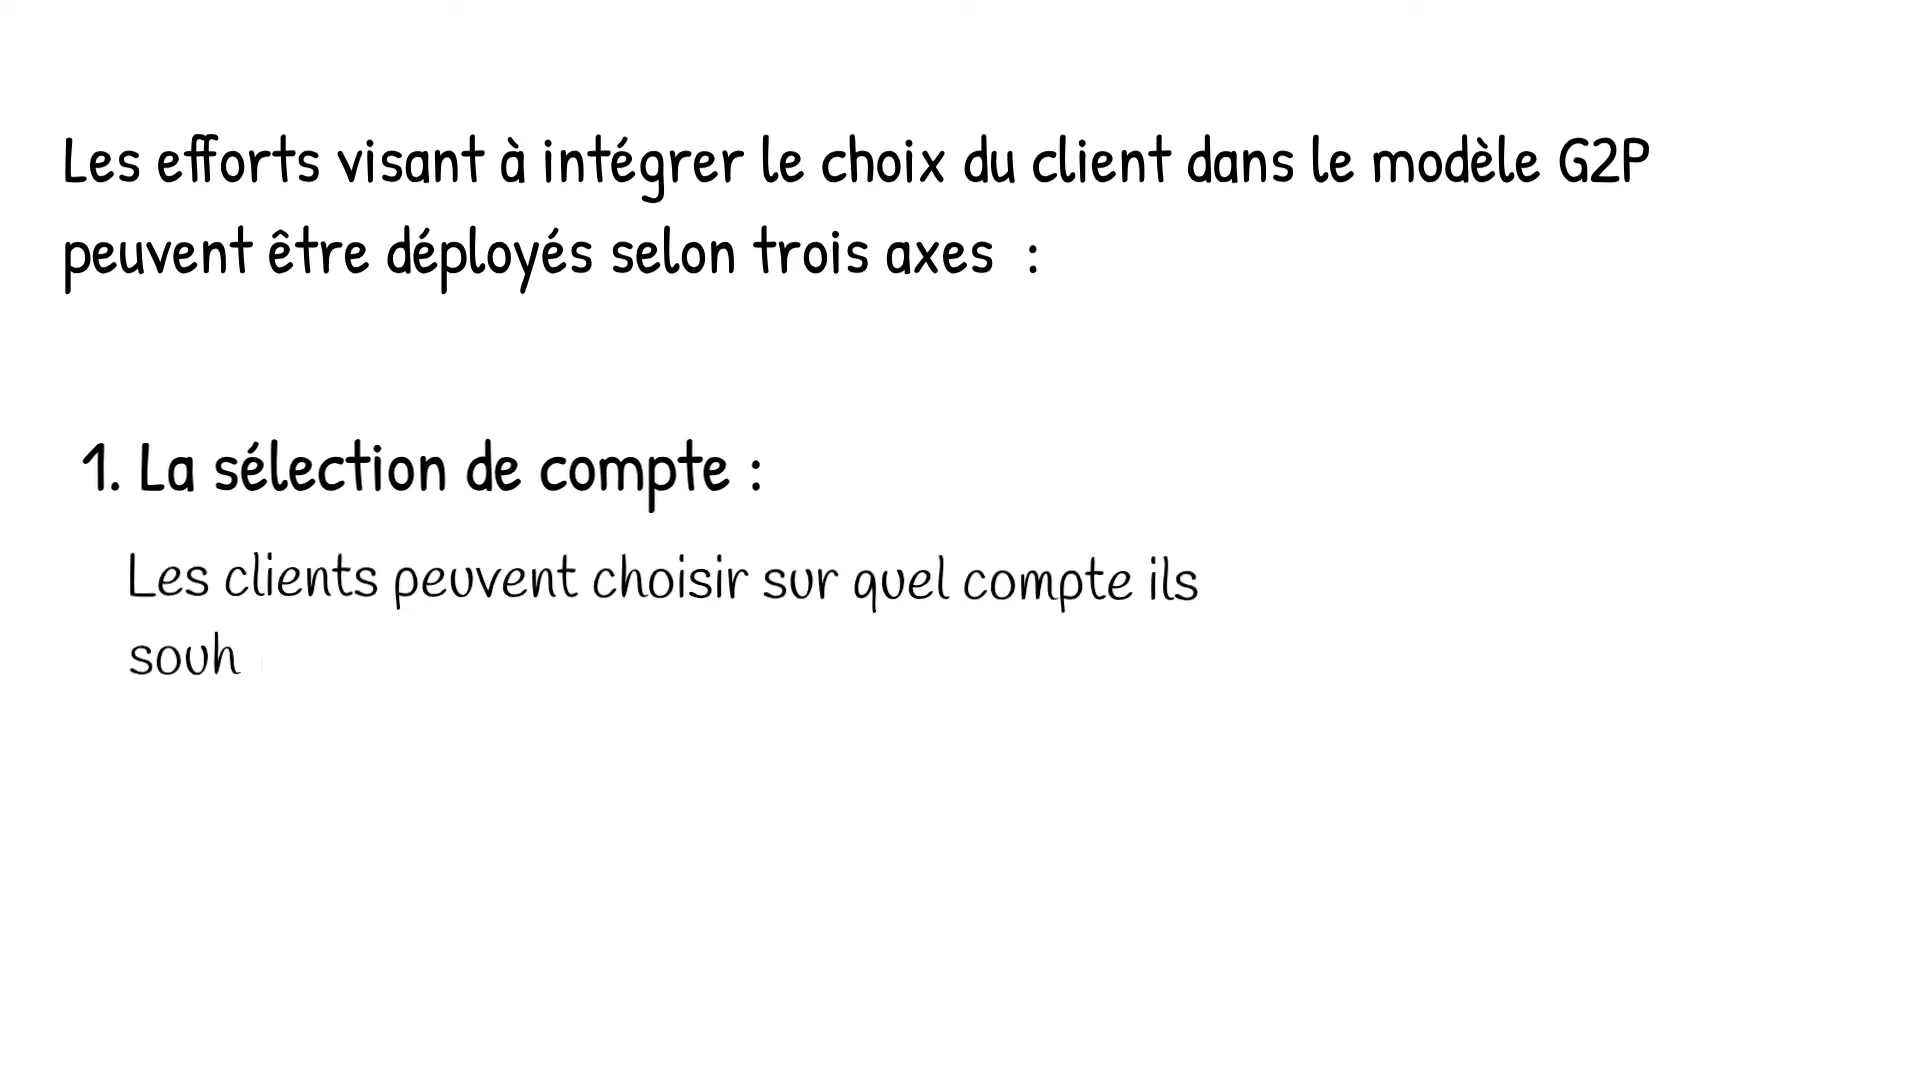 Les efforts visant à intégrer le choix du client dans le modèle G2P
peuvent être déployés selon trois axes :
1. La sélection de compte :
Les clients peuvent choisir sur quel compte ils
souh